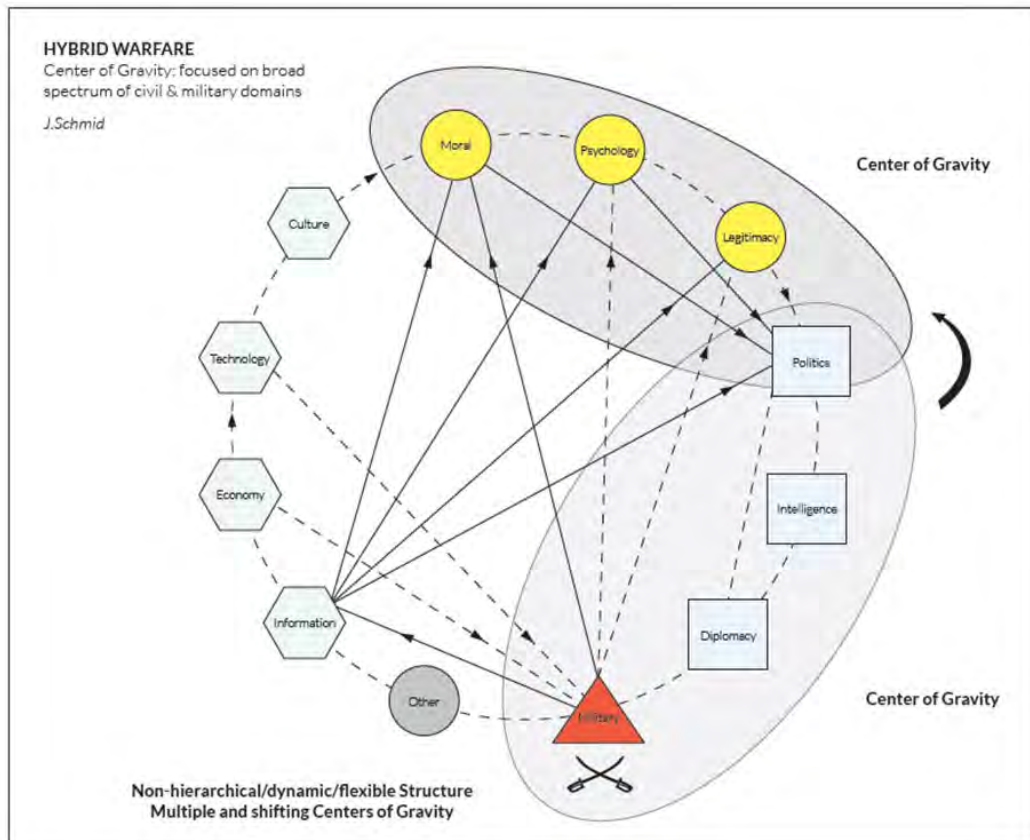 HYBRID WARFARE
Center of Gravity: focused on broad
spectrum of civil & military domains
J.Schmid
Moral
Psychology
Center of Gravity
Culture
Legitimacy
Technology
Politics
Economy
Intelligence
Information
Diplomacy
Other
Military
Center of Gravity
Non-hierarchical/dynamic/flexible Structure
Multiple and shifting Centers of Gravity